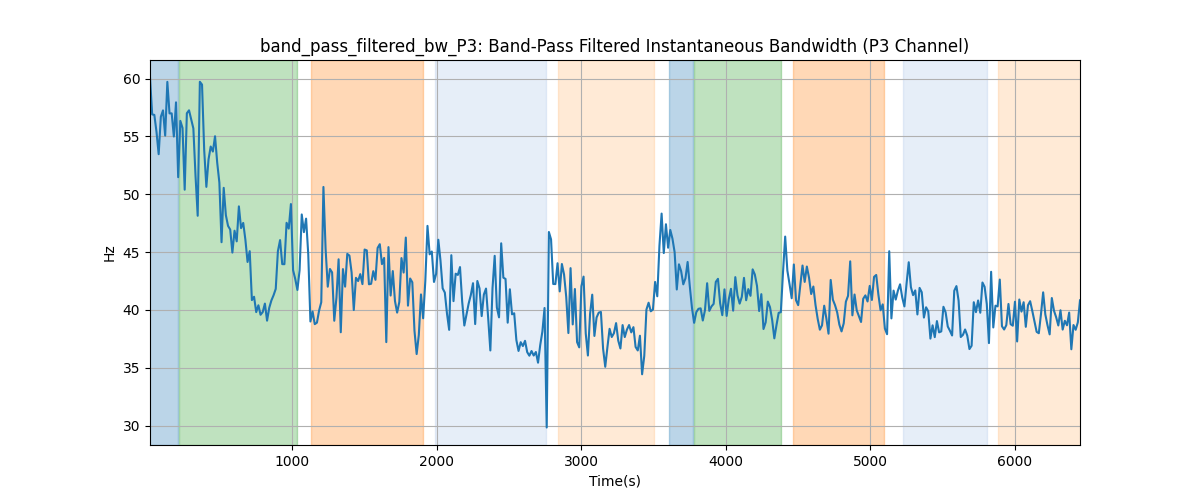 band_pass_filtered_bw_P3: Band-Pass Filtered Instantaneous Bandwidth (P3 Channel)
60
55
50
45
40
35
30
Hz
1000 2000 3000 4000 5000 6000
Time(s)